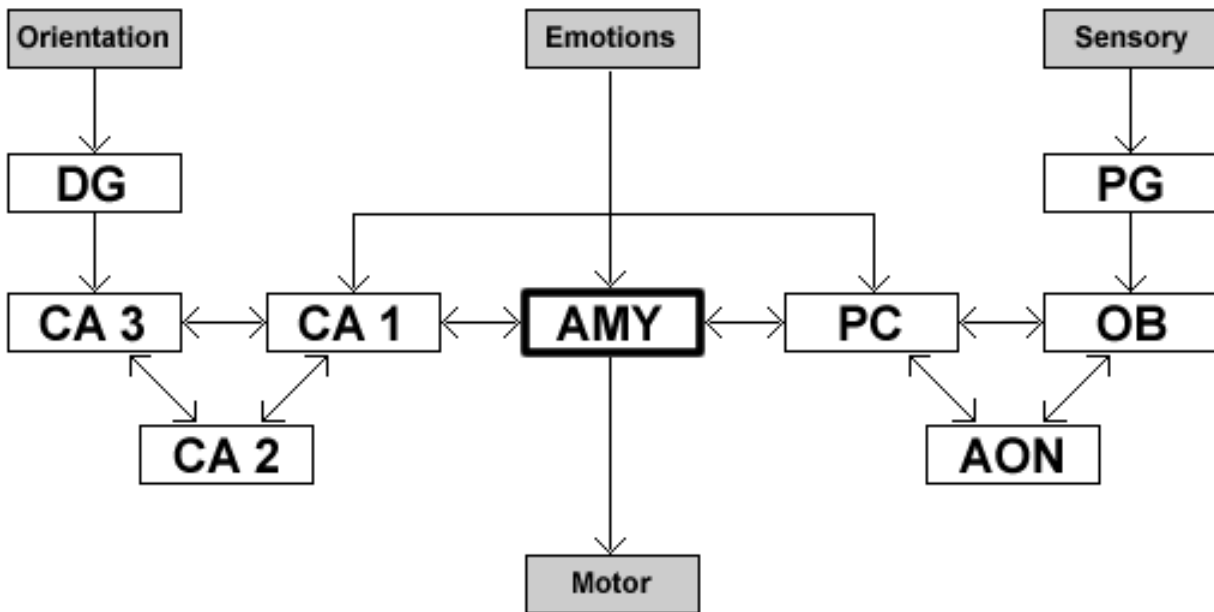 Orientation
Emotions
Sensory
DG
PG
CA 3
CA 1
AMY
PC
OB
CA 2
AON
Motor